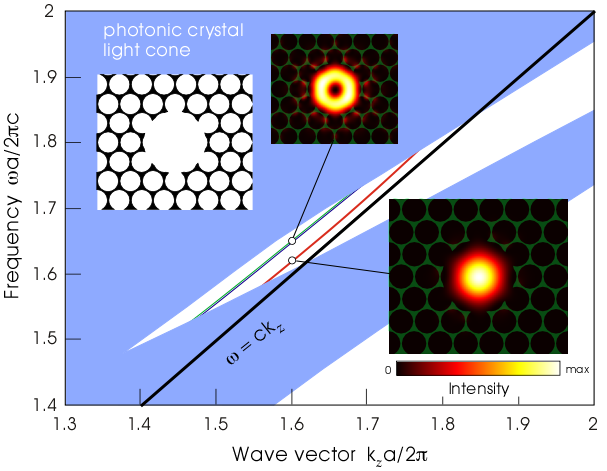 2
1.9
1.8
1.7
1.6
1.5
1.4
Frequency ωa/2πc
photonic crystal
light cone
ω = ck_z
0
max
Intensity
1.3
1.4
1.5
1.6
1.7
1.8
1.9
2
Wave vector k_z a/2π